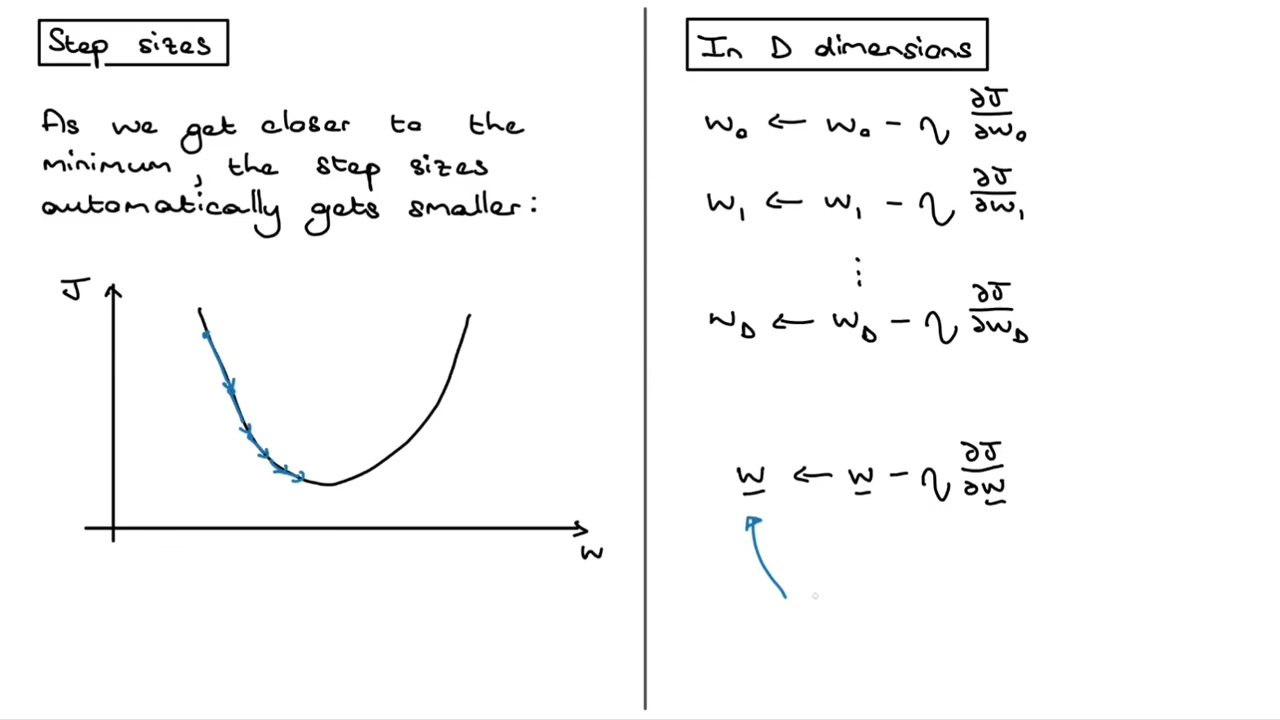 Step sizes
As we get closer to the
minimum, the step sizes
automatically gets smaller:
J
w
In D dimensions
w₀ ← w₀ - η ∂J/∂w₀
w₁ ← w₁ - η ∂J/∂w₁
⋮
w_D ← w_D - η ∂J/∂w_D
w̲ ← w̲ - η ∂J/∂w̲